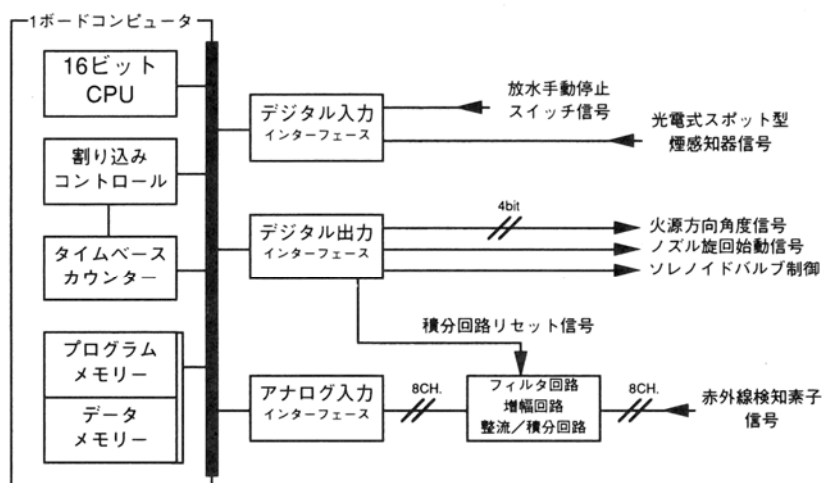 1ボードコンピュータ
16ビット
CPU
割り込み
コントロール
タイムベース
カウンター
プログラム
メモリー
データ
メモリー
デジタル入力
インターフェース
放水手動停止
スイッチ信号
光電式スポット型
煙感知器信号
デジタル出力
インターフェース
4bit
火源方向角度信号
ノズル旋回始動信号
ソレノイドバルブ制御
積分回路リセット信号
アナログ入力
インターフェース
8CH.
フィルタ回路
増幅回路
整流／積分回路
8CH.
赤外線検知素子
信号